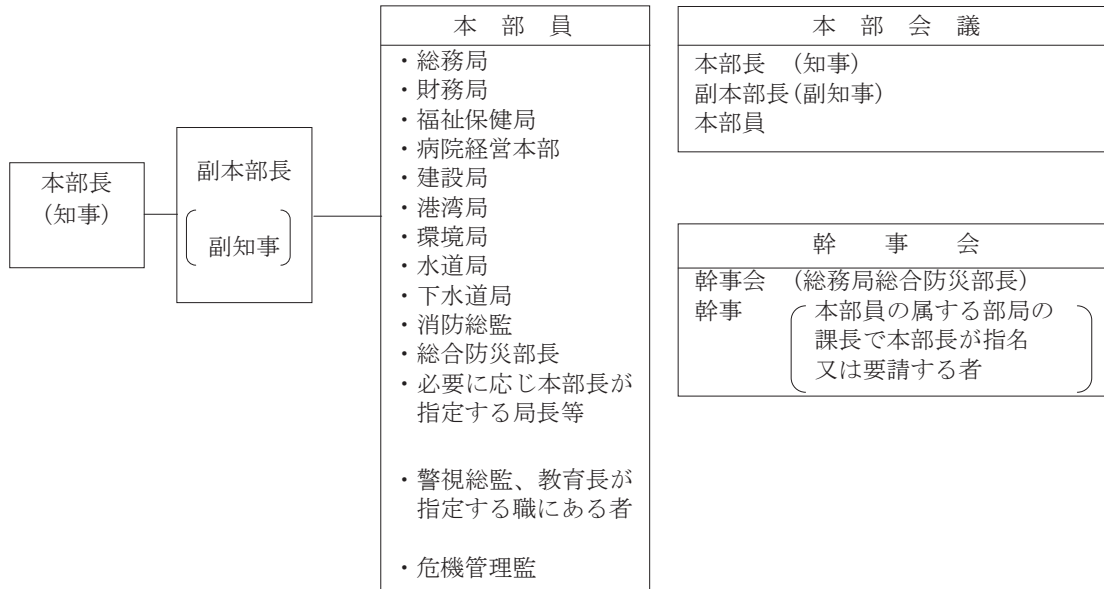 本部長
(知事)
副本部長
副知事
本　部　員
・総務局
・財務局
・福祉保健局
・病院経営本部
・建設局
・港湾局
・環境局
・水道局
・下水道局
・消防総監
・総合防災部長
・必要に応じ本部長が
指定する局長等
・警視総監、教育長が
指定する職にある者
・危機管理監
本　部　会　議
本部長　(知事)
副本部長(副知事)
本部員
幹　事　会
幹事会　(総務局総合防災部長)
幹事　本部員の属する部局の
課長で本部長が指名
又は要請する者